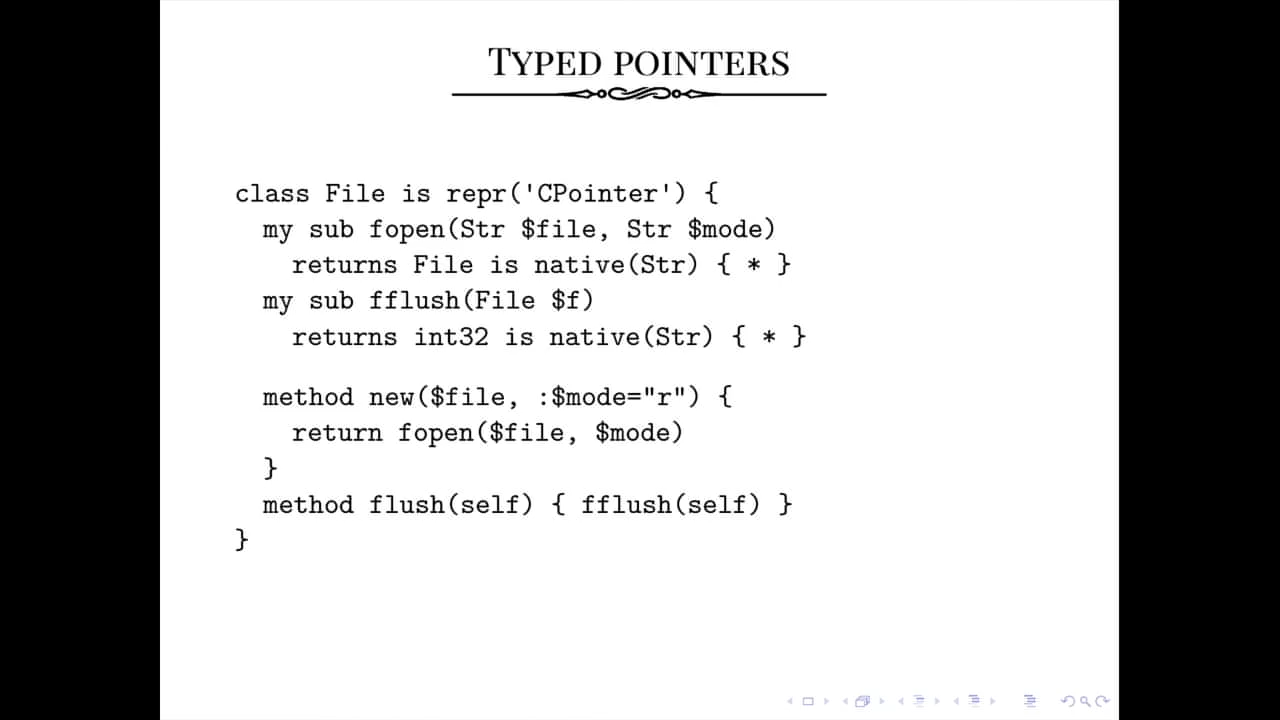 TYPED POINTERS
class File is repr('CPointer') {
my sub fopen(Str $file, Str $mode)
returns File is native(Str) { * }
my sub fflush(File $f)
returns int32 is native(Str) { * }
method new($file, :$mode="r") {
return fopen($file, $mode)
}
method flush(self) { fflush(self) }
}